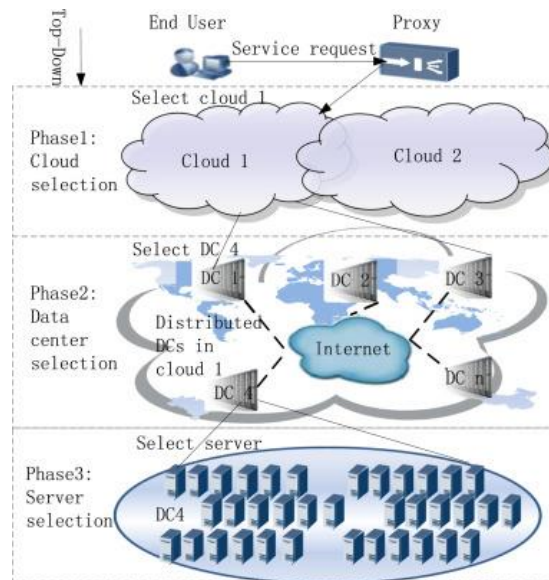 End User
Proxy
Top-Down
Service request
Select cloud 1
Phase1:
Cloud
selection
Cloud 1
Cloud 2
Select DC 4
DC 1
DC 2
DC 3
Phase2:
Data
center
selection
Distributed
DCs in
cloud 1
Internet
DC 4
DC n
Select server
Phase3:
Server
selection
DC4